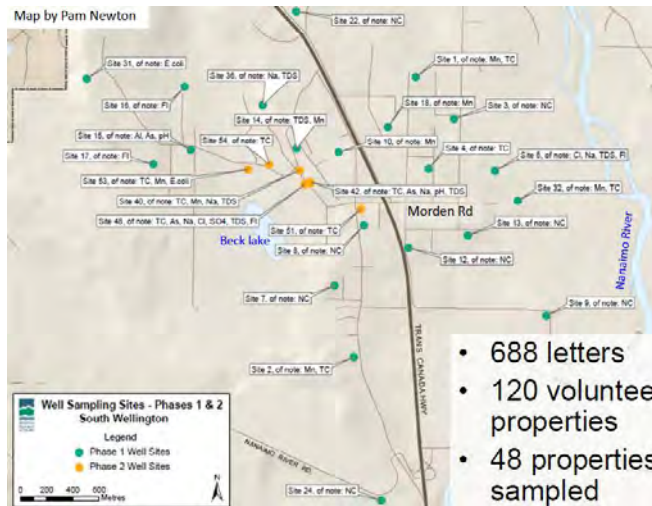 Map by Pam Newton
Site 22, of note: NC
Site 31, of note: E.coli
Site 36, of note: Na, TDS
Site 1, of note: Mn, TC
Site 16, of note: Fl
Site 14, of note: TDS, Mn
Site 18, of note: Mn
Site 3, of note: NC
Site 15, of note: Al, As, pH
Site 54, of note: TC
Site 10, of note: Mn
Site 4, of note: TC
Site 17, of note: Fl
Site 5, of note: Cl, Na, TDS, Fl
Site 53, of note: TC, Mn, E.coli
Site 42, of note: TC, As, Na, pH, TDS
Site 40, of note: TC, Mn, Na, TDS
Site 32, of note: Mn, TC
Site 48, of note: TC, As, Na, Cl, ISO4, TDS, Fl
Morden Rd
Site 51, of note: TC
Site 13, of note: NC
Beck lake
Site 8, of note: NC
Site 12, of note: NC
Nanaimo River
Site 7, of note: NC
Site 9, of note: NC
TRANS CANADA HWY
Site 2, of note: Mn, TC
• 688 letters
• 120 voluntee
properties
• 48 properties
sampled
Well Sampling Sites - Phases 1 & 2
South Wellington
Legend
Phase 1 Well Sites
Phase 2 Well Sites
N
0 200 400 600
Metres
NANAIMO RIVER RD.
Site 24, of note: NC